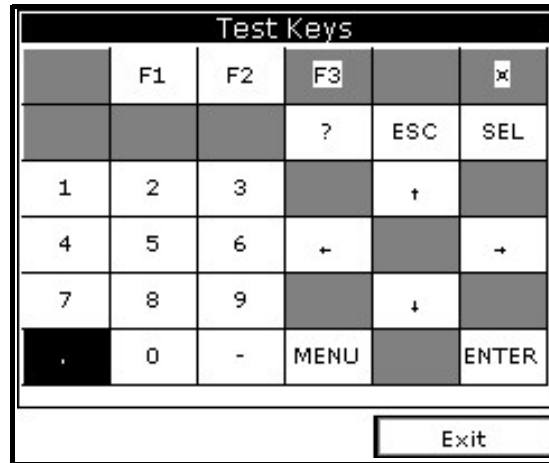 Test Keys
F1 F2 F3 ¤
? ESC SEL
1 2 3 ↑
4 5 6 ← →
7 8 9 ↓
. 0 - MENU ENTER
Exit